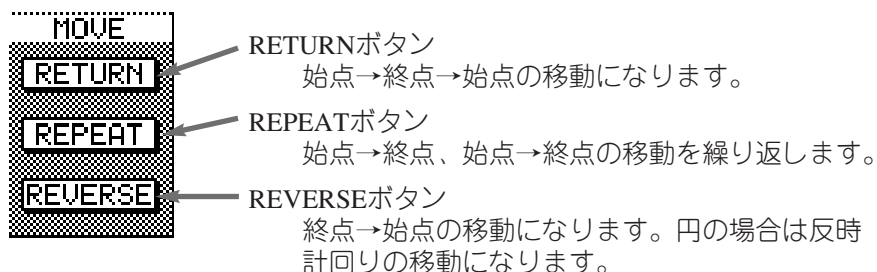 MOVE
RETURN
REPEAT
REVERSE
RETURNボタン
始点→終点→始点の移動になります。
REPEATボタン
始点→終点、始点→終点の移動を繰り返します。
REVERSEボタン
終点→始点の移動になります。円の場合は反時
計回りの移動になります。